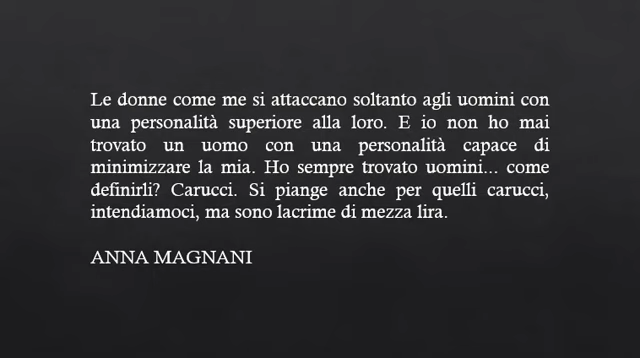 Le donne come me si attaccano soltanto agli uomini con
una personalità superiore alla loro. E io non ho mai
trovato un uomo con una personalità capace di
minimizzare la mia. Ho sempre trovato uomini... come
definirli? Carucci. Si piange anche per quelli carucci,
intendiamoci, ma sono lacrime di mezza lira.
ANNA MAGNANI